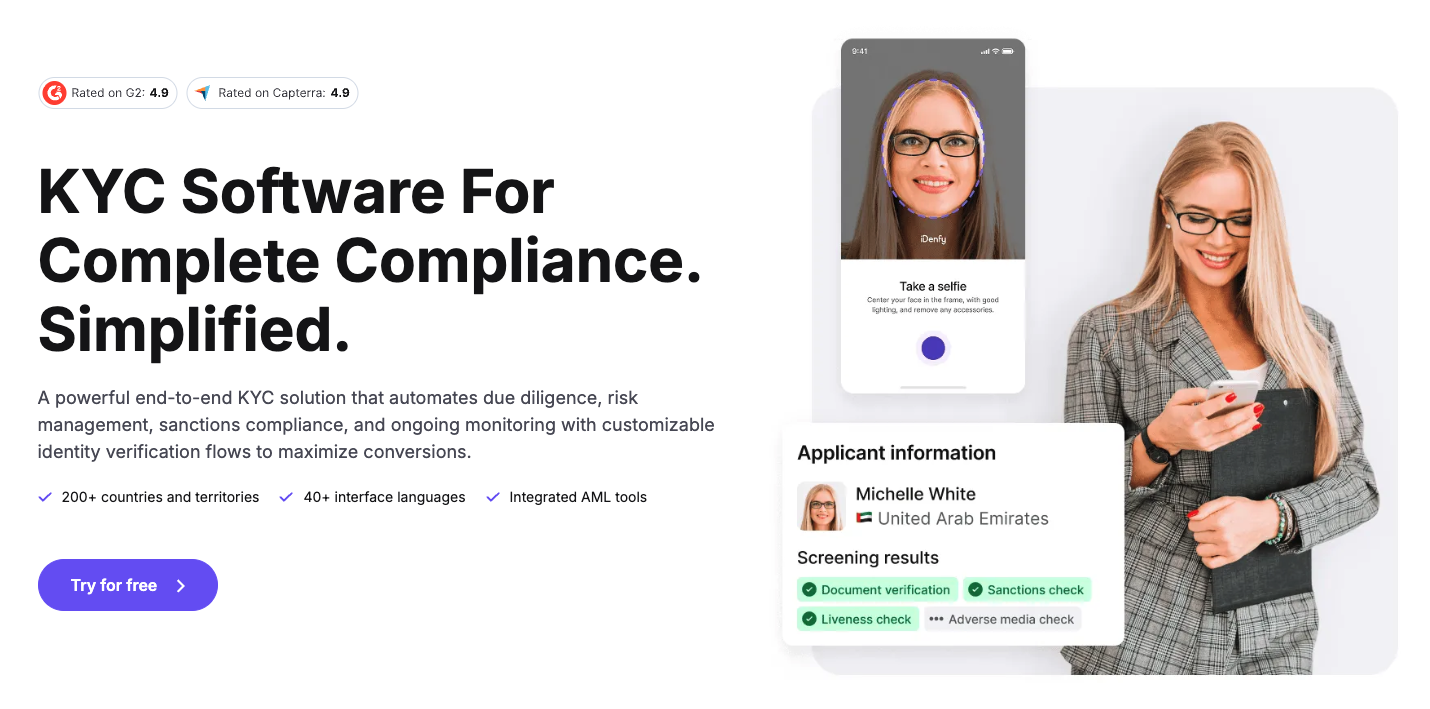 Rated on G2: 4.9
Rated on Capterra: 4.9
KYC Software For
Complete Compliance.
Simplified.
A powerful end-to-end KYC solution that automates due diligence, risk
management, sanctions compliance, and ongoing monitoring with customizable
identity verification flows to maximize conversions.
200+ countries and territories
40+ interface languages
Integrated AML tools
Try for free
9:41
iDenfy
Take a selfie
Center your face in the frame, with good
lighting, and remove any accessories.
Applicant information
Michelle White
United Arab Emirates
Screening results
Document verification
Sanctions check
Liveness check
Adverse media check